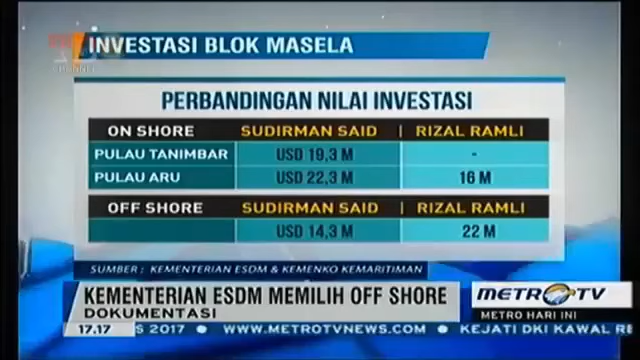 INVESTASI BLOK MASELA
PERBANDINGAN NILAI INVESTASI
ON SHORE SUDIRMAN SAID RIZAL RAMLI
PULAU TANIMBAR USD 19,3 M -
PULAU ARU USD 22,3 M 16 M
OFF SHORE SUDIRMAN SAID RIZAL RAMLI
USD 14,3 M 22 M
SUMBER : KEMENTERIAN ESDM & KEMENKO KEMARITIMAN
KEMENTERIAN ESDM MEMILIH OFF SHORE
DOKUMENTASI
METRO TV
METRO HARI INI
17.17 S 2017 WWW.METROTVNEWS.COM KEJATI DKI KAWAL RI